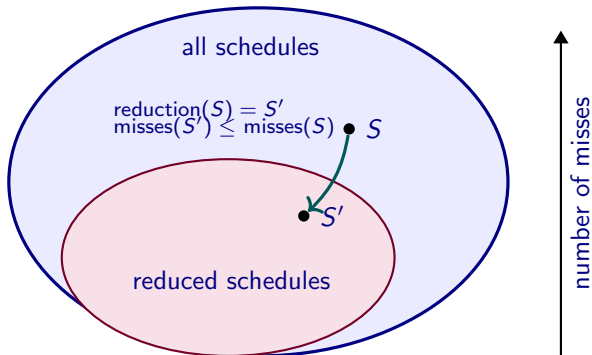 all schedules
reduction(S) = S′
misses(S′) ≤ misses(S)
S
S′
reduced schedules
number of misses